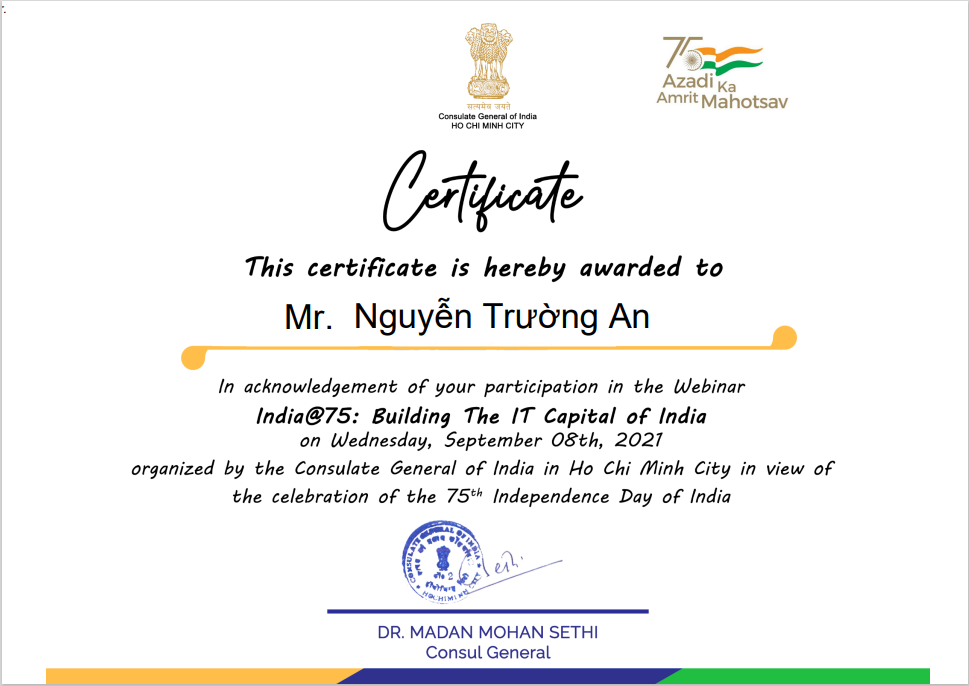 सत्यमेव जयते
Consulate General of India
HO CHI MINH CITY
75
Azadi Ka
Amrit Mahotsav
Certificate
This certificate is hereby awarded to
Mr. Nguyễn Trường An
In acknowledgement of your participation in the Webinar
India@75: Building The IT Capital of India
on Wednesday, September 08th, 2021
organized by the Consulate General of India in Ho Chi Minh City in view of
the celebration of the 75th Independence Day of India
CONSULATE GENERAL OF INDIA
HO CHI MINH CITY
DR. MADAN MOHAN SETHI
Consul General